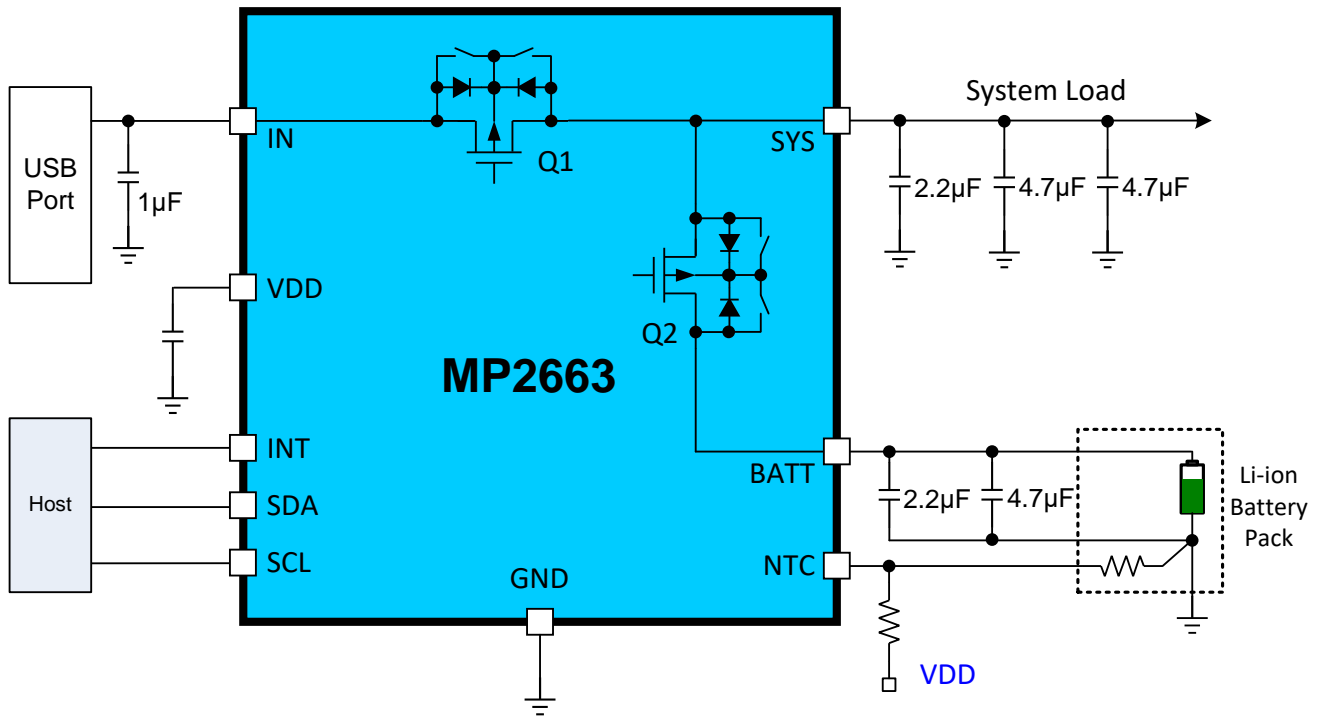 System Load
USB
Port
IN
Q1
SYS
1µF
2.2µF
4.7µF
4.7µF
VDD
Q2
MP2663
Host
INT
SDA
SCL
BATT
2.2µF
4.7µF
Li-ion
Battery
Pack
NTC
GND
VDD